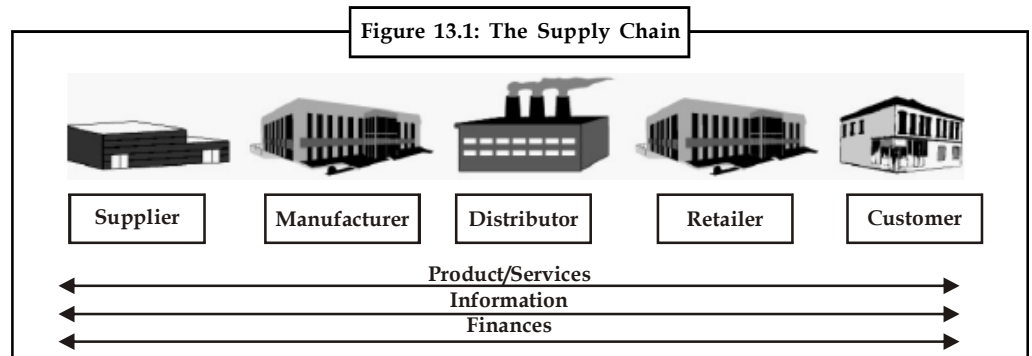 Figure 13.1: The Supply Chain
Supplier Manufacturer Distributor Retailer Customer
Product/Services
Information
Finances